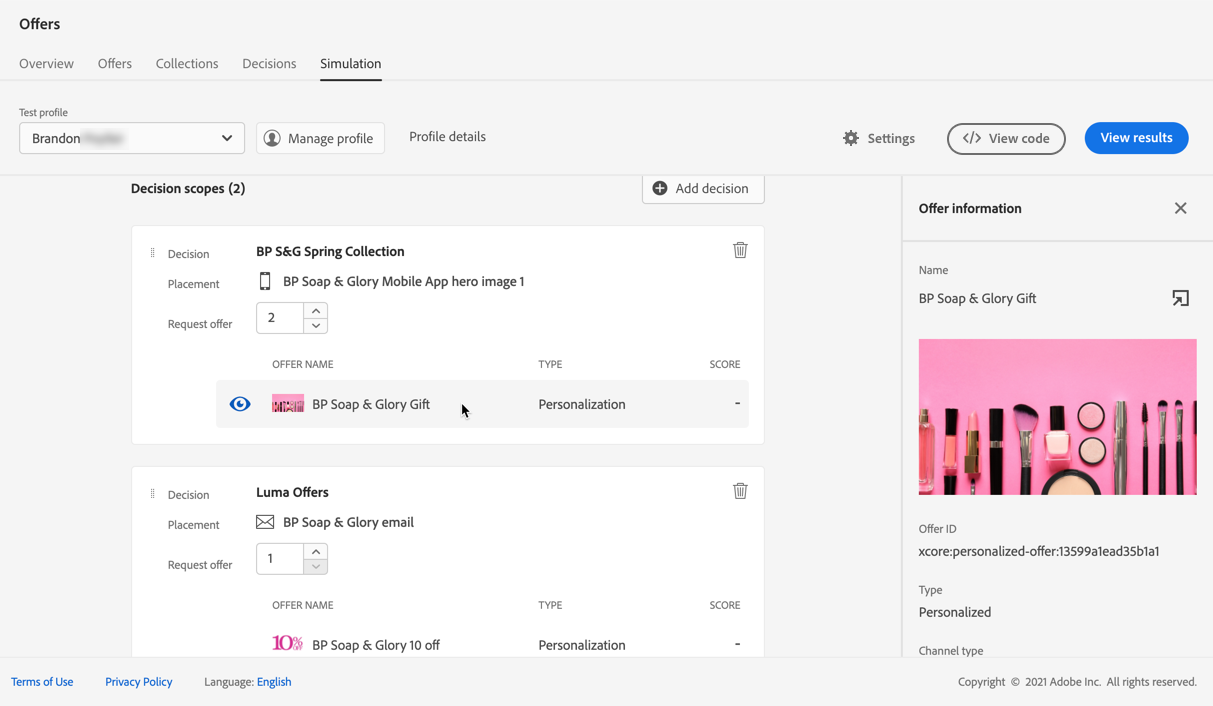 Offers
Overview Offers Collections Decisions Simulation
Test profile
Brandon
Manage profile
Profile details
Settings
</> View code
View results
Decision scopes (2)
Add decision
Decision BP S&G Spring Collection
Placement BP Soap & Glory Mobile App hero image 1
Request offer 2
OFFER NAME TYPE SCORE
BP Soap & Glory Gift Personalization -
Decision Luma Offers
Placement BP Soap & Glory email
Request offer 1
OFFER NAME TYPE SCORE
10% BP Soap & Glory 10 off Personalization -
Offer information
Name
BP Soap & Glory Gift
Offer ID
xcore:personalized-offer:13599a1ead35b1a1
Type
Personalized
Channel type
Terms of Use Privacy Policy Language: English
Copyright © 2021 Adobe Inc. All rights reserved.